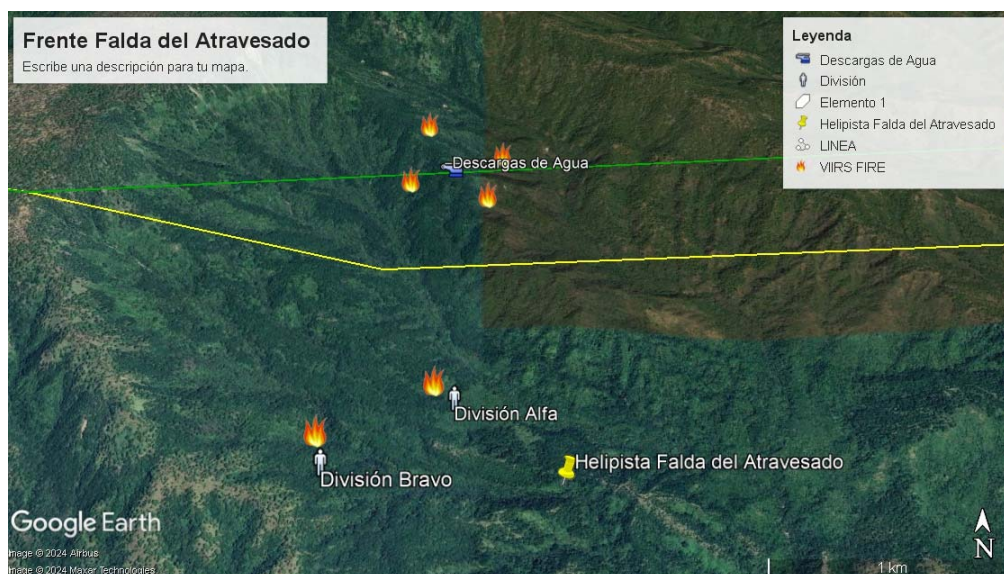 Frente Falda del Atravesado
Escribe una descripción para tu mapa.
Leyenda
Descargas de Agua
División
Elemento 1
Helipista Falda del Atravesado
LINEA
VIIRS FIRE
Descargas de Agua
División Alfa
División Bravo
Helipista Falda del Atravesado
Google Earth
Image © 2024 Airbus
Image © 2024 Maxar Technologies
1 km
N